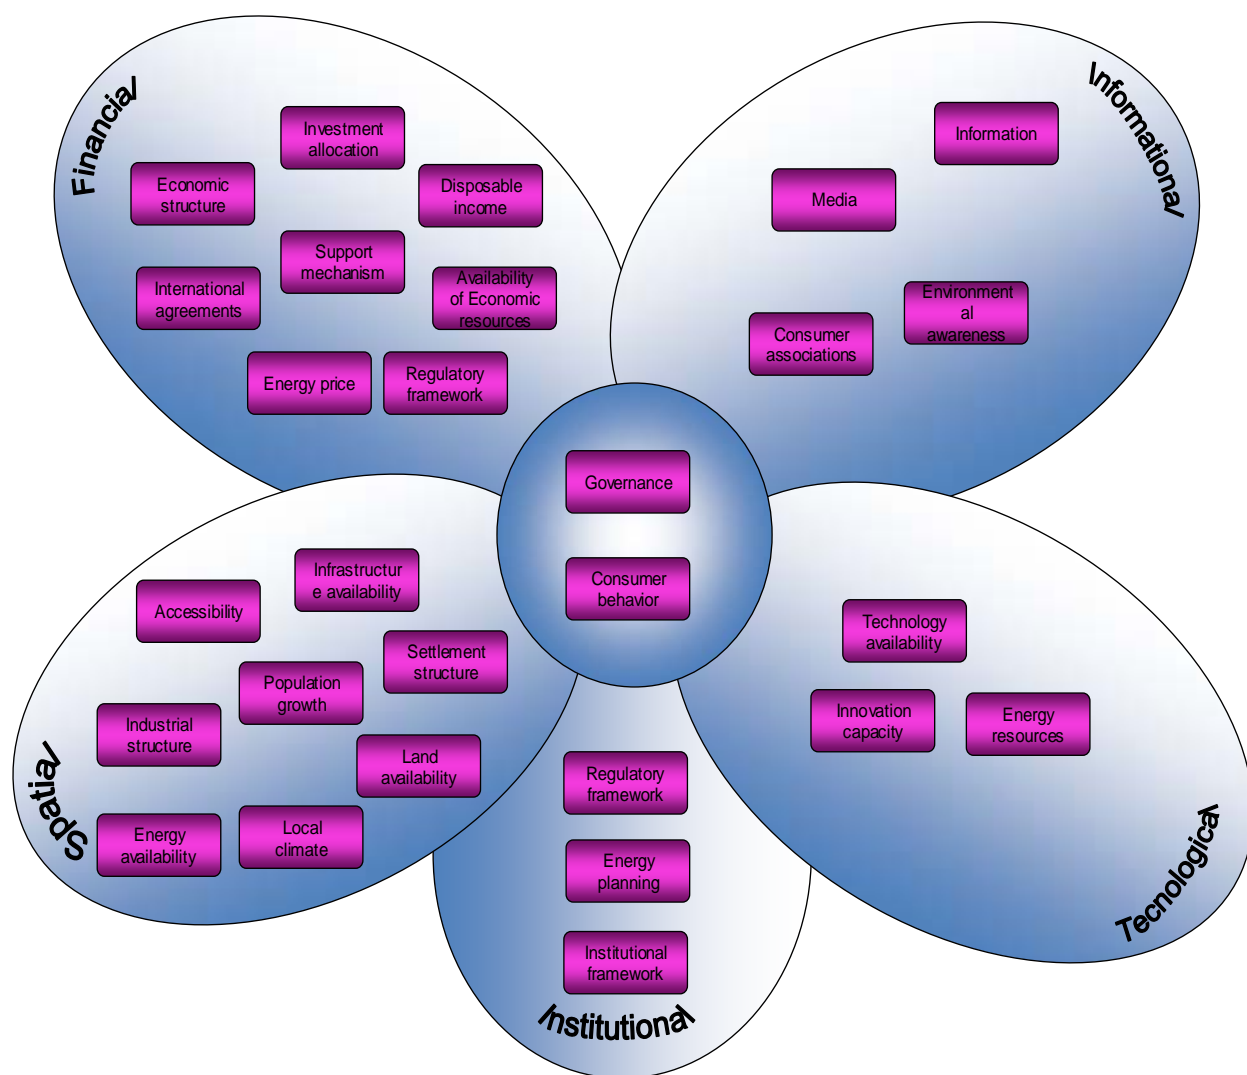 Financial
Investment
allocation
Economic
structure
Disposable
income
Support
mechanism
International
agreements
Availability
of Economic
resources
Energy price
Regulatory
framework
Informational
Information
Media
Environment
al
awareness
Consumer
associations
Governance
Consumer
behavior
Spatial
Infrastructur
e availability
Accessibility
Settlement
structure
Population
growth
Industrial
structure
Land
availability
Energy
availability
Local
climate
Tecnological
Technology
availability
Innovation
capacity
Energy
resources
Regulatory
framework
Energy
planning
Institutional
framework
Institutional